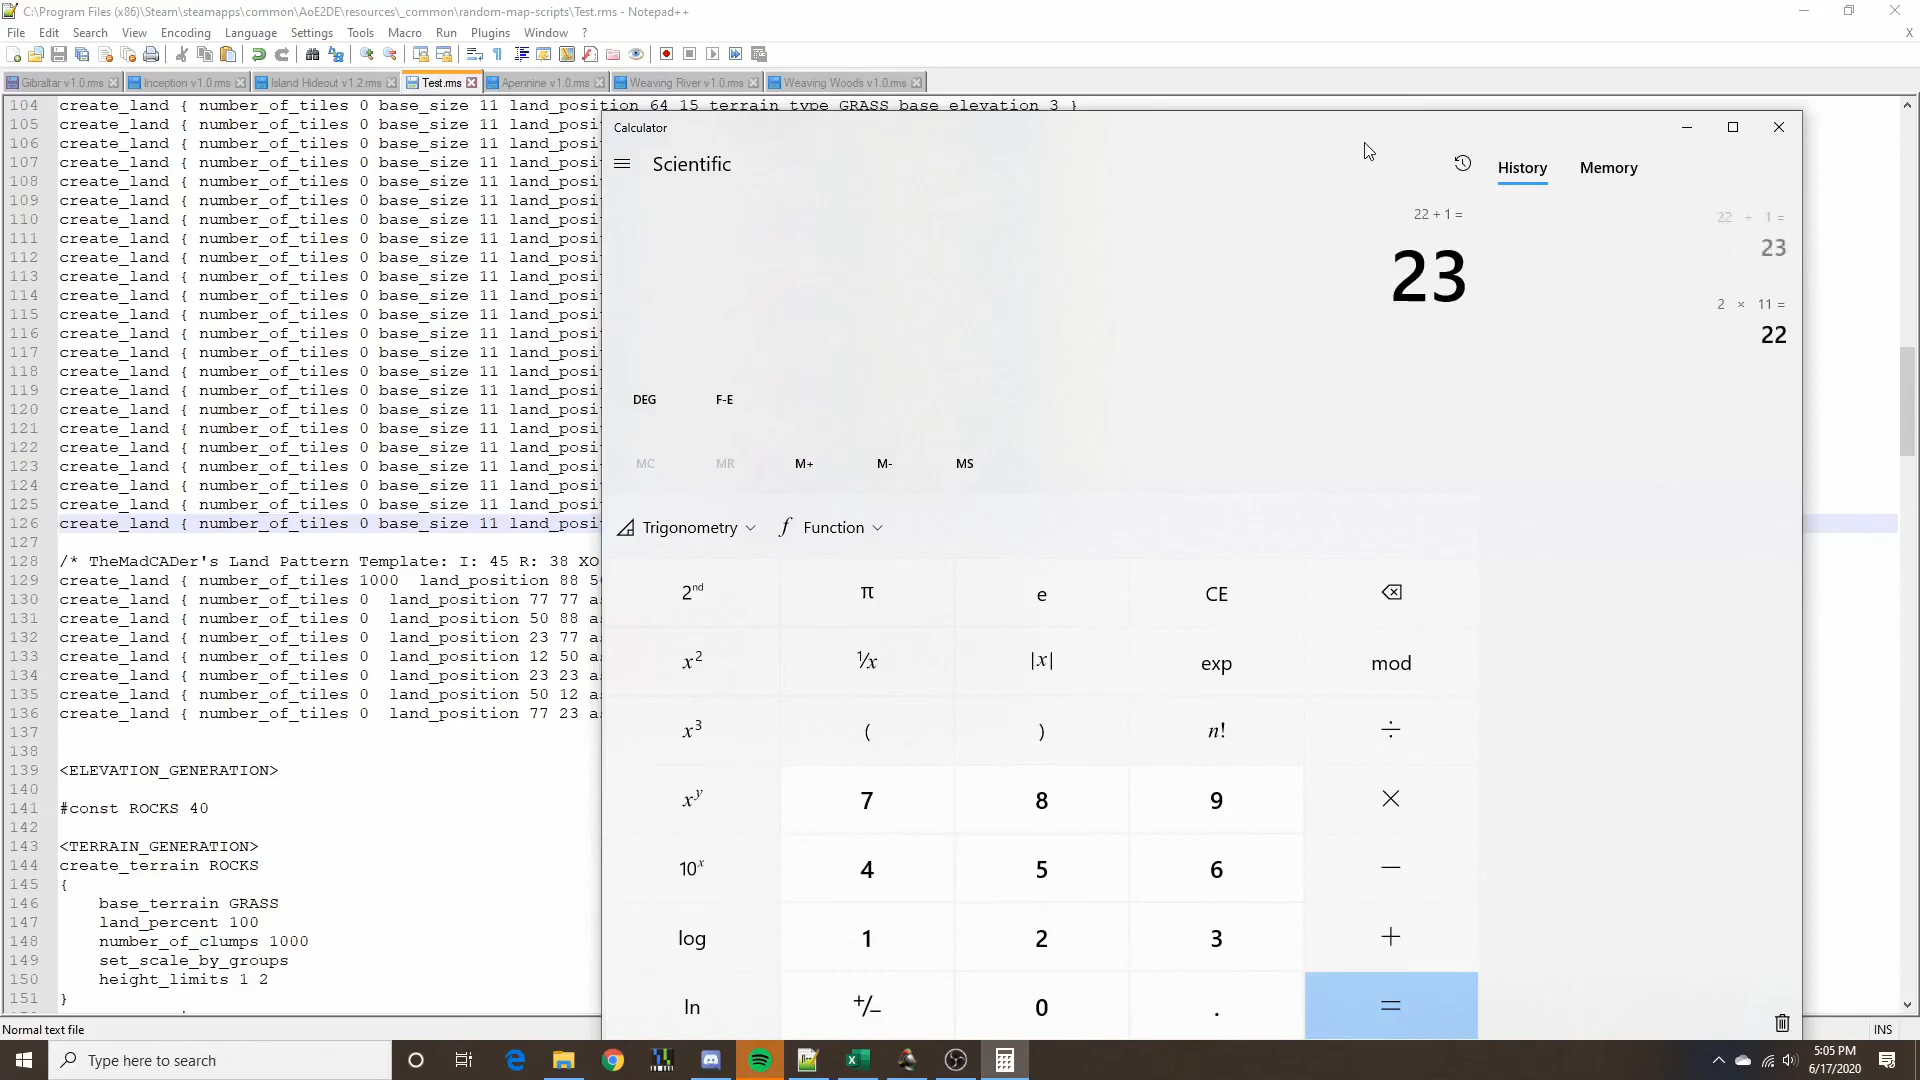 C:\Program Files (x86)\Steam\steamapps\common\AoE2DE\resources\_common\random-map-scripts\Test.rms - Notepad++
File Edit Search View Encoding Language Settings Tools Macro Run Plugins Window ? X
Gibraltar v1.0.rms Inception v1.0.rms Island Hideout v1.2.rms Test.rms Apennine v1.0.rms Weaving River v1.0.rms Weaving Woods v1.0.rms
104 create_land { number_of_tiles 0 base_size 11 land_position 64 15 terrain_type GRASS base_elevation 3 }
105 create_land { number_of_tiles 0 base_size 11 land_posi
106 create_land { number_of_tiles 0 base_size 11 land_posi
107 create_land { number_of_tiles 0 base_size 11 land_posi
108 create_land { number_of_tiles 0 base_size 11 land_posi
109 create_land { number_of_tiles 0 base_size 11 land_posi
110 create_land { number_of_tiles 0 base_size 11 land_posi
111 create_land { number_of_tiles 0 base_size 11 land_posi
112 create_land { number_of_tiles 0 base_size 11 land_posi
113 create_land { number_of_tiles 0 base_size 11 land_posi
114 create_land { number_of_tiles 0 base_size 11 land_posi
115 create_land { number_of_tiles 0 base_size 11 land_posi
116 create_land { number_of_tiles 0 base_size 11 land_posi
117 create_land { number_of_tiles 0 base_size 11 land_posi
118 create_land { number_of_tiles 0 base_size 11 land_posi
119 create_land { number_of_tiles 0 base_size 11 land_posi
120 create_land { number_of_tiles 0 base_size 11 land_posi
121 create_land { number_of_tiles 0 base_size 11 land_posi
122 create_land { number_of_tiles 0 base_size 11 land_posi
123 create_land { number_of_tiles 0 base_size 11 land_posi
124 create_land { number_of_tiles 0 base_size 11 land_posi
125 create_land { number_of_tiles 0 base_size 11 land_posi
126 create_land { number_of_tiles 0 base_size 11 land_posi
127
128 /* TheMadCADer's Land Pattern Template: I: 45 R: 38 XO
129 create_land { number_of_tiles 1000 land_position 88 50
130 create_land { number_of_tiles 0 land_position 77 77 as
131 create_land { number_of_tiles 0 land_position 50 88 as
132 create_land { number_of_tiles 0 land_position 23 77 as
133 create_land { number_of_tiles 0 land_position 12 50 as
134 create_land { number_of_tiles 0 land_position 23 23 as
135 create_land { number_of_tiles 0 land_position 50 12 as
136 create_land { number_of_tiles 0 land_position 77 23 as
137
138
139 <ELEVATION_GENERATION>
140
141 #const ROCKS 40
142
143 <TERRAIN_GENERATION>
144 create_terrain ROCKS
145 {
146 base_terrain GRASS
147 land_percent 100
148 number_of_clumps 1000
149 set_scale_by_groups
150 height_limits 1 2
151 }
Calculator
Scientific
History Memory
22 + 1 =
23
22 + 1 =
23
2 × 11 =
22
DEG F-E
MC MR M+ M- MS
Trigonometry f Function
2nd π e CE
x2 1/x |x| exp mod
x3 ( ) n! ÷
xy 7 8 9 ×
10x 4 5 6 −
log 1 2 3 +
ln +/− 0 . =
Normal text file INS
Type here to search
5:05 PM
6/17/2020